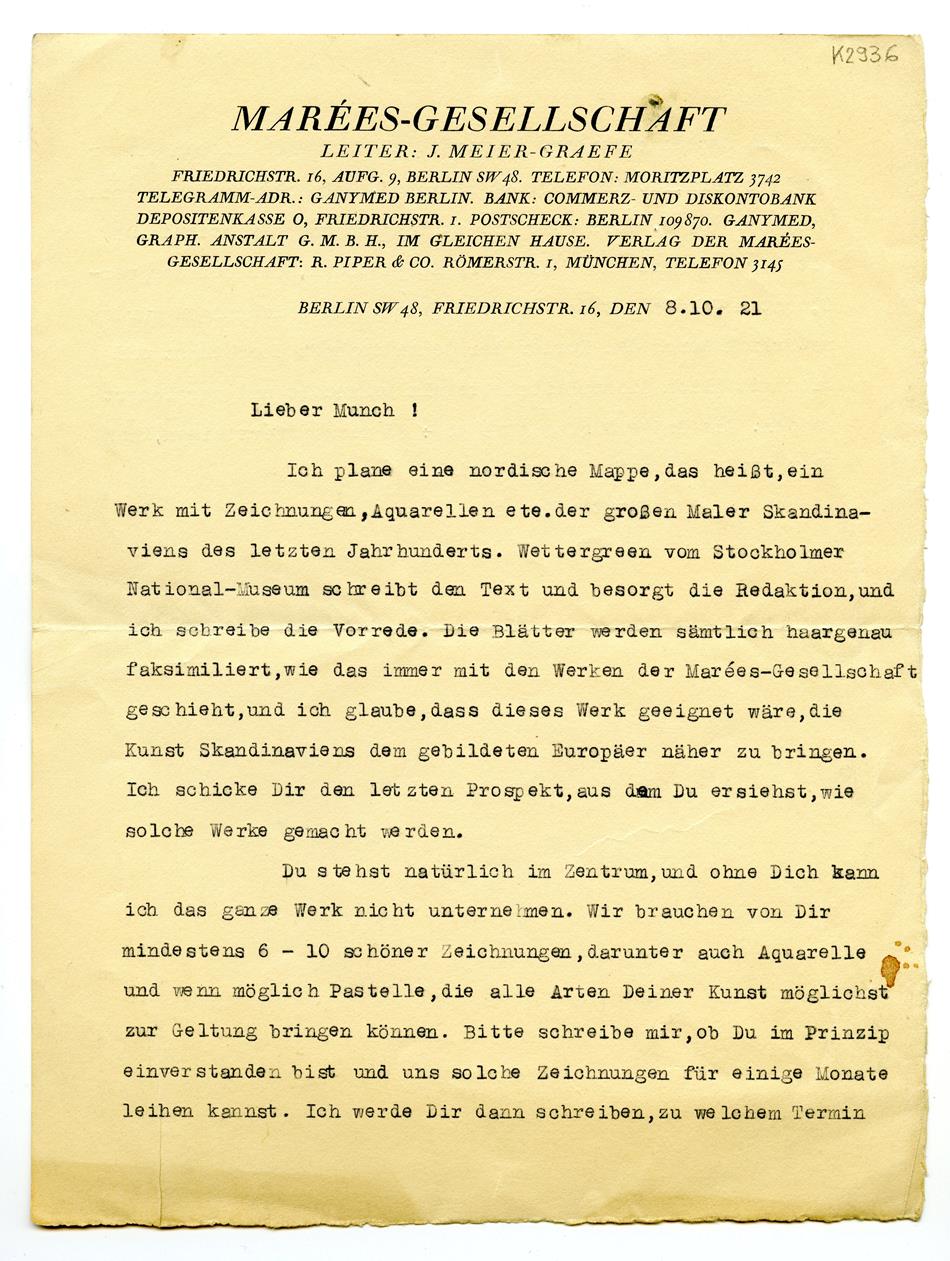 K2936
MARÉES-GESELLSCHAFT
LEITER: J. MEIER-GRAEFE
FRIEDRICHSTR. 16, AUFG. 9, BERLIN SW 48. TELEFON: MORITZPLATZ 3742
TELEGRAMM-ADR.: GANYMED BERLIN. BANK: COMMERZ- UND DISKONTOBANK
DEPOSITENKASSE O, FRIEDRICHSTR. 1. POSTSCHECK: BERLIN 109870. GANYMED,
GRAPH. ANSTALT G. M. B. H., IM GLEICHEN HAUSE. VERLAG DER MARÉES-
GESELLSCHAFT: R. PIPER & CO. RÖMERSTR. 1, MÜNCHEN, TELEFON 3145
BERLIN SW 48, FRIEDRICHSTR. 16, DEN 8.10. 21
Lieber Munch !
Ich plane eine nordische Mappe,das heißt,ein
Werk mit Zeichnungen,Aquarellen ete.der großen Maler Skandina-
viens des letzten Jahrhunderts. Wettergreen vom Stockholmer
National-Museum schreibt den Text und besorgt die Redaktion,und
ich schreibe die Vorrede. Die Blätter werden sämtlich haargenau
faksimiliert,wie das immer mit den Werken der Marées-Gesellschaft
geschieht,und ich glaube,dass dieses Werk geeignet wäre,die
Kunst Skandinaviens dem gebildeten Europäer näher zu bringen.
Ich schicke Dir den letzten Prospekt,aus dem Du ersiehst,wie
solche Werke gemacht werden.
Du stehst natürlich im Zentrum,und ohne Dich kann
ich das ganze Werk nicht unternehmen. Wir brauchen von Dir
mindestens 6 - 10 schöner Zeichnungen,darunter auch Aquarelle
und wenn möglich Pastelle,die alle Arten Deiner Kunst möglichst
zur Geltung bringen können. Bitte schreibe mir,ob Du im Prinzip
einverstanden bist und uns solche Zeichnungen für einige Monate
leihen kannst. Ich werde Dir dann schreiben,zu welchem Termin